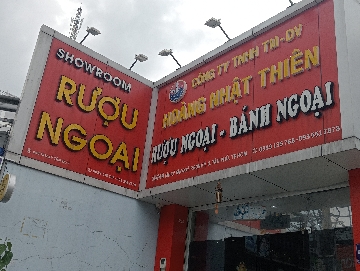 SHOWROOM
RƯỢU
NGOẠI
CÔNG TY TNHH TM-DV
HOÀNG NHẬT THIÊN
RƯỢU NGOẠI - BÁNH NGOẠI